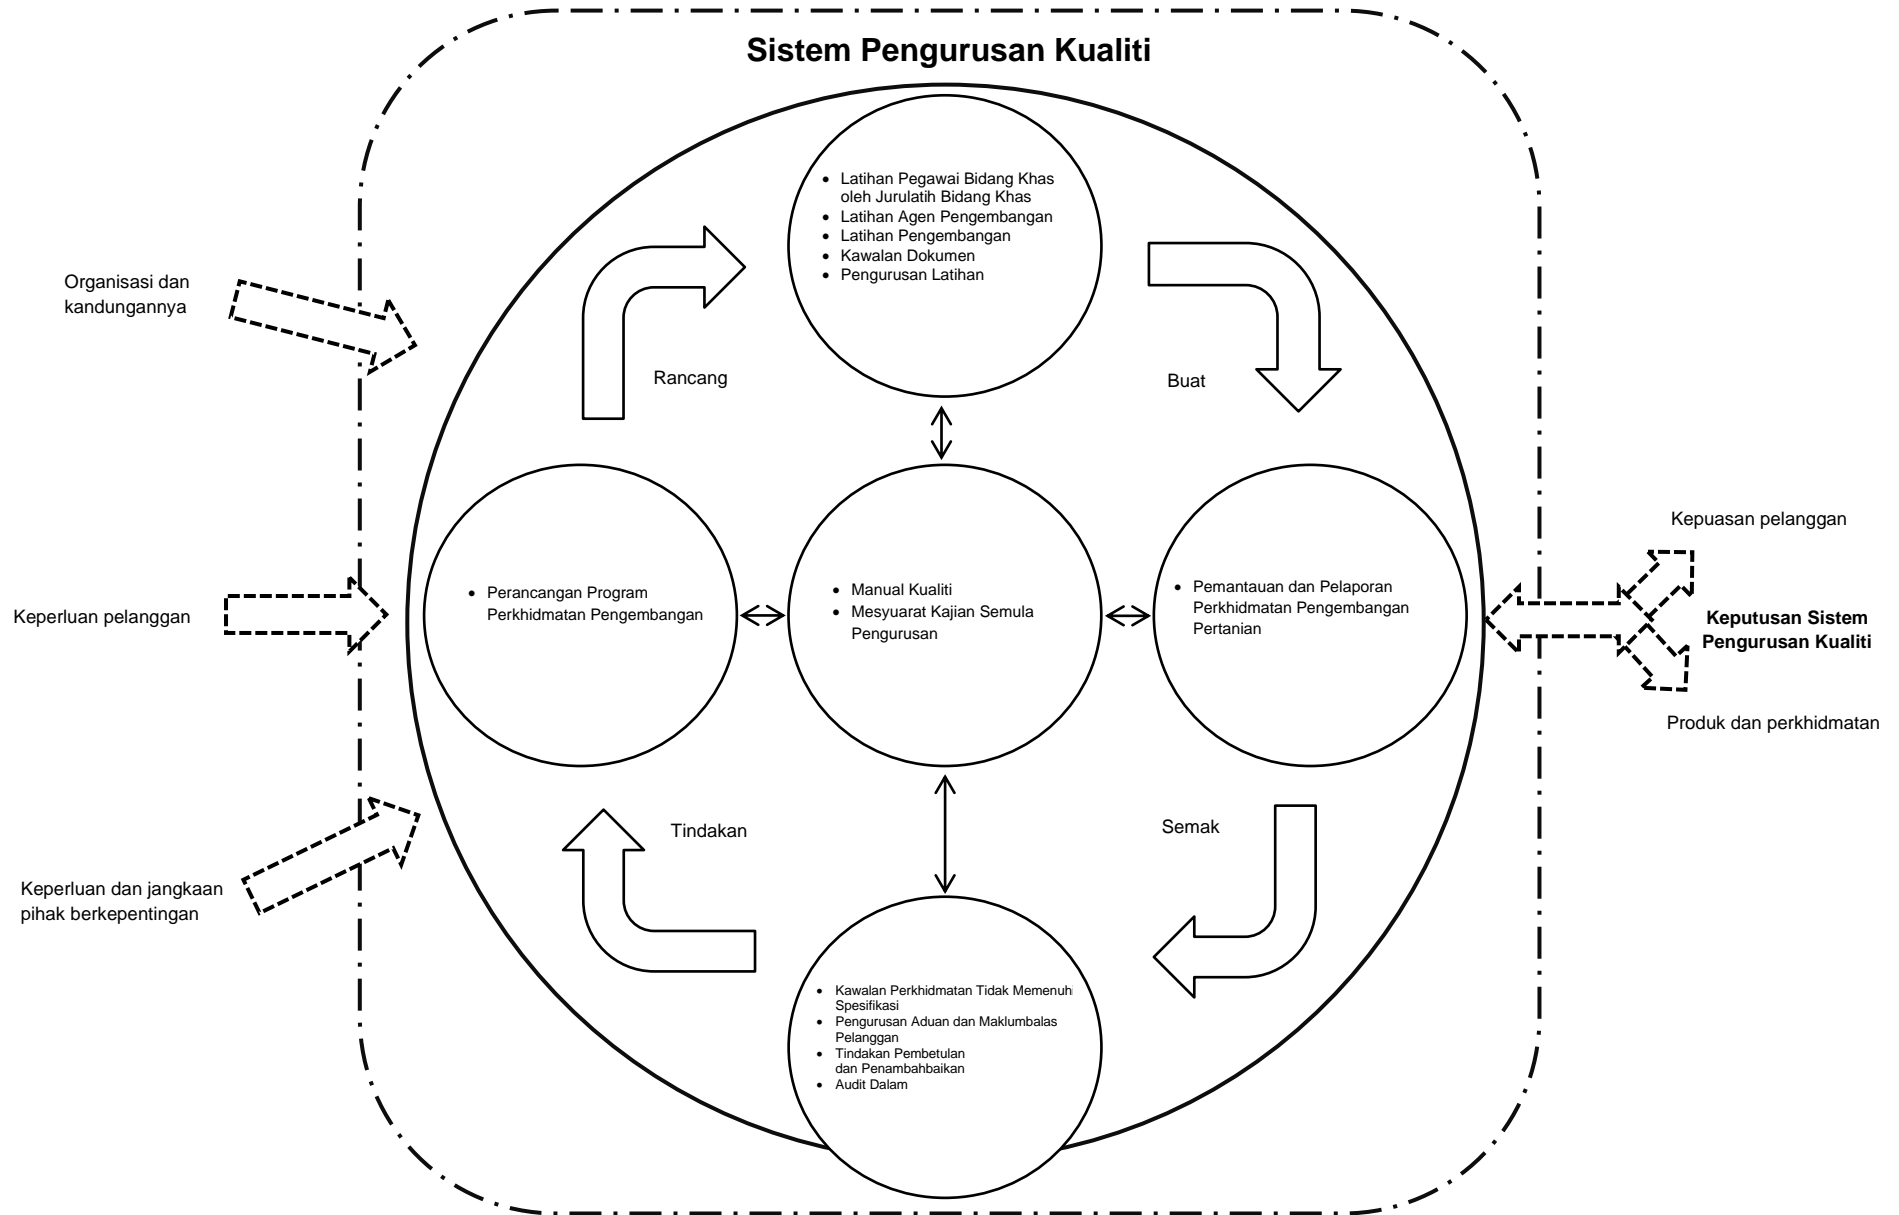 Sistem Pengurusan Kualiti
• Latihan Pegawai Bidang Khas
oleh Jurulatih Bidang Khas
• Latihan Agen Pengembangan
• Latihan Pengembangan
• Kawalan Dokumen
• Pengurusan Latihan
Organisasi dan
kandungannya
Rancang
Buat
Kepuasan pelanggan
Keperluan pelanggan
• Perancangan Program
Perkhidmatan Pengembangan
• Manual Kualiti
• Mesyuarat Kajian Semula
Pengurusan
• Pemantauan dan Pelaporan
Perkhidmatan Pengembangan
Pertanian
Keputusan Sistem
Pengurusan Kualiti
Produk dan perkhidmatan
Tindakan
Semak
Keperluan dan jangkaan
pihak berkepentingan
• Kawalan Perkhidmatan Tidak Memenuhi
Spesifikasi
• Pengurusan Aduan dan Maklumbalas
Pelanggan
• Tindakan Pembetulan
dan Penambahbaikan
• Audit Dalam